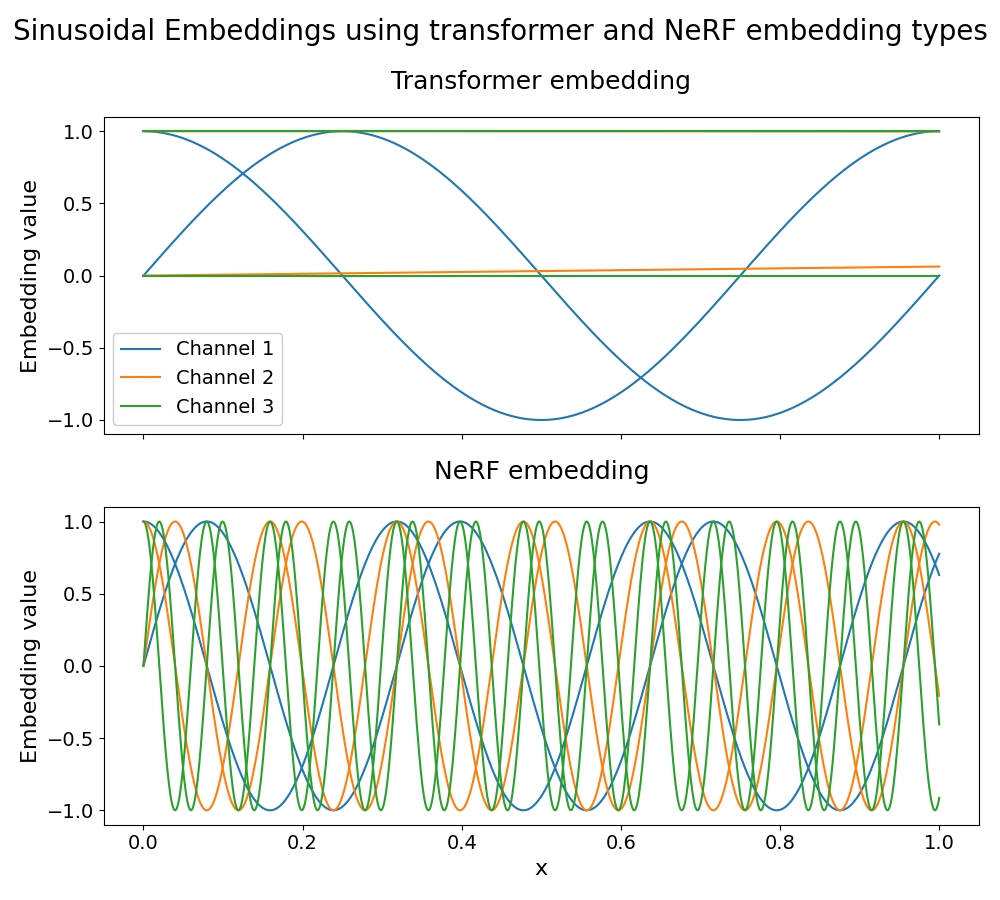 Sinusoidal Embeddings using transformer and NeRF embedding types
Transformer embedding
Embedding value
1.0
0.5
0.0
−0.5
−1.0
Channel 1
Channel 2
Channel 3
NeRF embedding
Embedding value
1.0
0.5
0.0
−0.5
−1.0
0.0 0.2 0.4 0.6 0.8 1.0
x